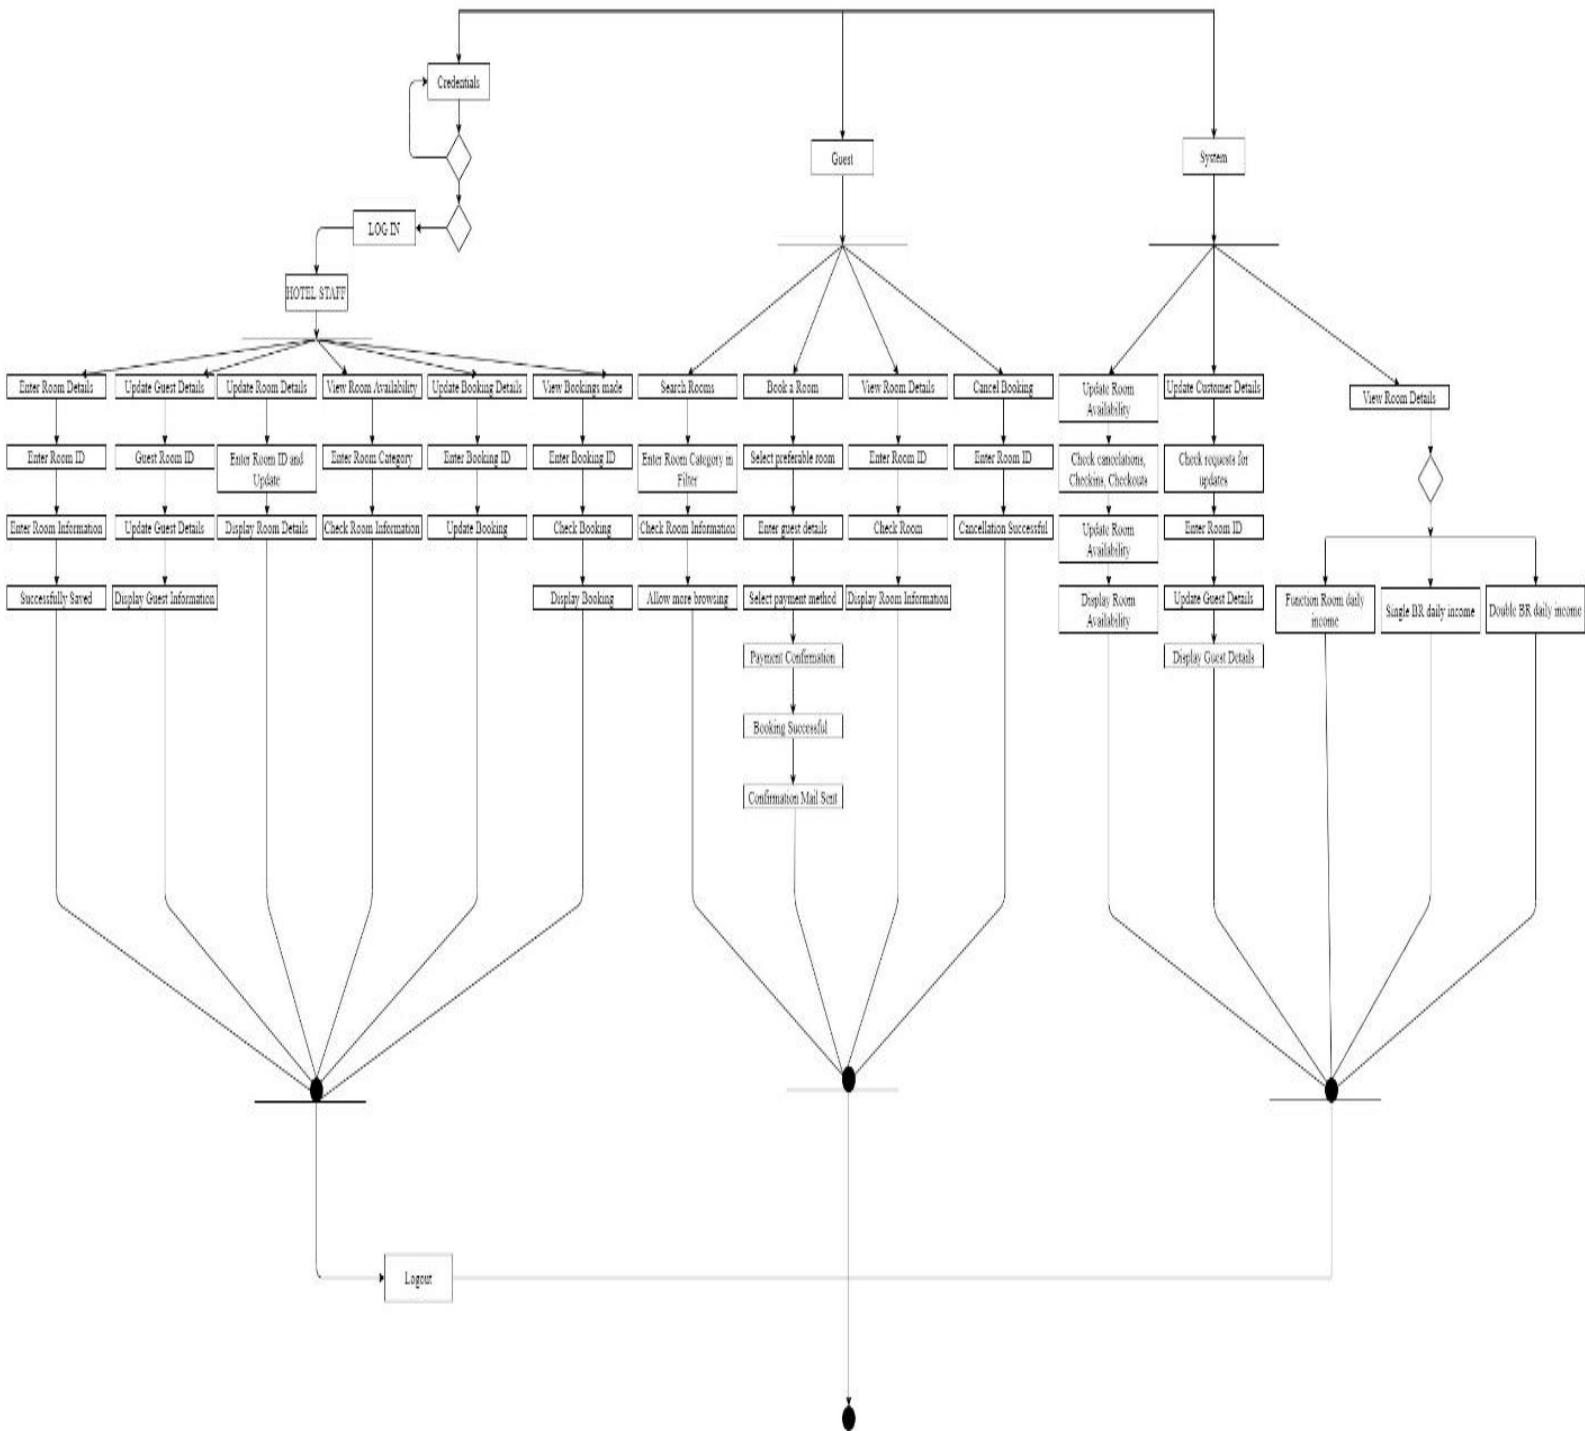 Credentials
Guest
System
LOG IN
HOTEL STAFF
Enter Room Details
Update Guest Details
Update Room Details
View Room Availability
Update Booking Details
View Bookings made
Search Rooms
Book a Room
View Room Details
Cancel Booking
Update Room
Availability
Update Customer Details
View Room Details
Enter Room ID
Guest Room ID
Enter Room ID and
Update
Enter Room Category
Enter Booking ID
Enter Booking ID
Enter Room Category in
Filter
Select preferable room
Enter Room ID
Enter Room ID
Check cancelations,
Checkins, Checkouts
Check requests for
updates
Enter Room Information
Update Guest Details
Display Room Details
Check Room Information
Update Booking
Check Booking
Check Room Information
Enter guest details
Check Room
Cancellation Successful
Update Room
Availability
Enter Room ID
Successfully Saved
Display Guest Information
Display Booking
Allow more browsing
Select payment method
Display Room Information
Display Room
Availability
Update Guest Details
Function Room daily
income
Single BR daily income
Double BR daily income
Payment Confirmation
Display Guest Details
Booking Successful
Confirmation Mail Sent
Logout